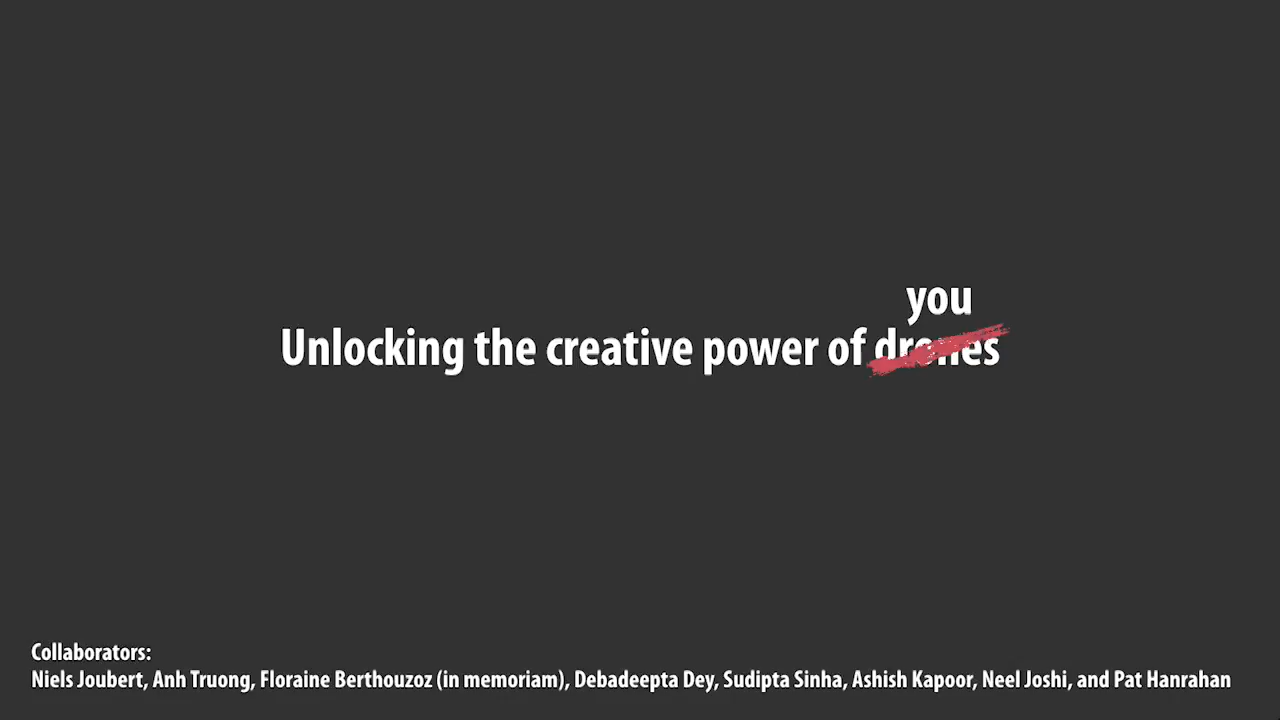 you
Unlocking the creative power of drones
Collaborators:
Niels Joubert, Anh Truong, Floraine Berthouzoz (in memoriam), Debadeepta Dey, Sudipta Sinha, Ashish Kapoor, Neel Joshi, and Pat Hanrahan